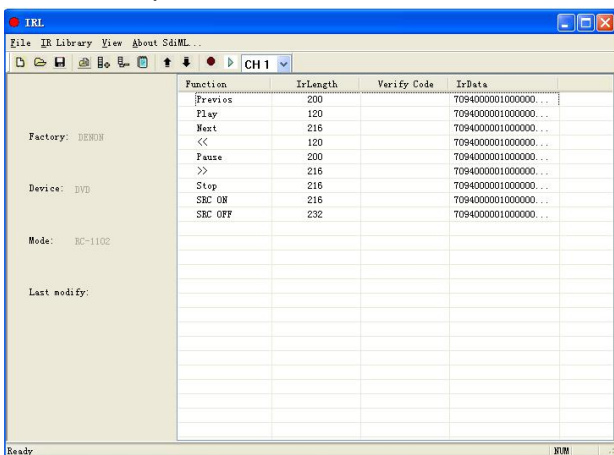 IRL
File IR Library View About SdiML...
CH 1
Function IrLength Verify Code IrData
Previos 200 7094000001000000...
Play 120 7094000001000000...
Next 216 7094000001000000...
<< 120 7094000001000000...
Pause 200 7094000001000000...
>> 216 7094000001000000...
Stop 216 7094000001000000...
SRC ON 216 7094000001000000...
SRC OFF 232 7094000001000000...
Factory: DENON
Device: DVD
Mode: RC-1102
Last modify:
Ready NUM